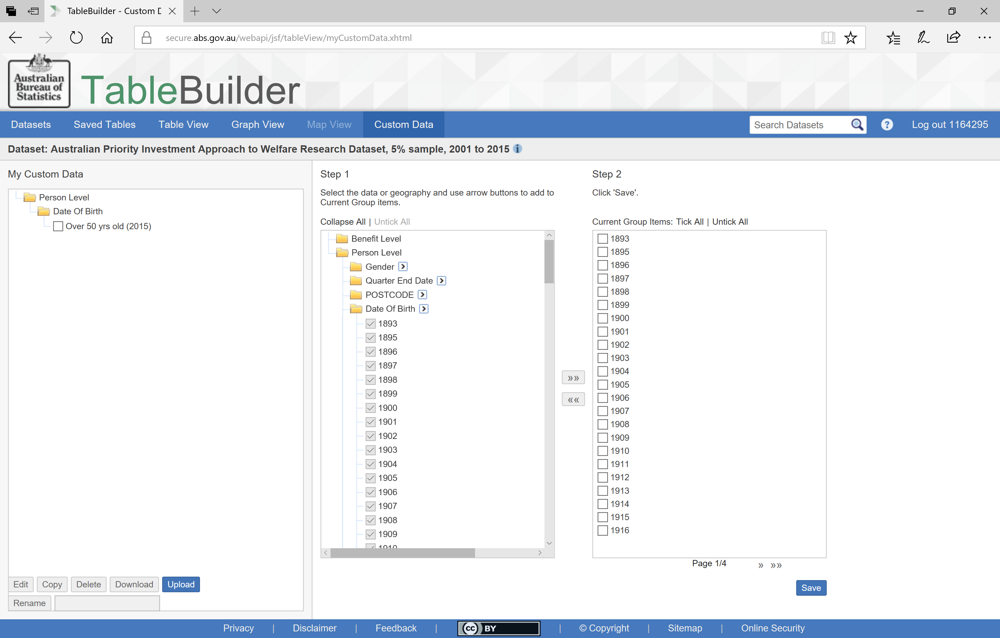 TableBuilder - Custom D
secure.abs.gov.au/webapi/jsf/tableView/myCustomData.xhtml
Australian
Bureau of
Statistics
TableBuilder
Datasets
Saved Tables
Table View
Graph View
Map View
Custom Data
Search Datasets
?
Log out 1164295
Dataset: Australian Priority Investment Approach to Welfare Research Dataset, 5% sample, 2001 to 2015
My Custom Data
Person Level
Date Of Birth
Over 50 yrs old (2015)
Edit
Copy
Delete
Download
Upload
Rename
Step 1
Select the data or geography and use arrow buttons to add to
Current Group items.
Collapse All | Untick All
Benefit Level
Person Level
Gender
Quarter End Date
POSTCODE
Date Of Birth
1893
1895
1896
1897
1898
1899
1900
1901
1902
1903
1904
1905
1906
1907
1908
1909
1910
»»
««
Step 2
Click 'Save'.
Current Group Items: Tick All | Untick All
1893
1895
1896
1897
1898
1899
1900
1901
1902
1903
1904
1905
1906
1907
1908
1909
1910
1911
1912
1913
1914
1915
1916
Page 1/4 » »»
Save
Privacy | Disclaimer | Feedback | cc BY | © Copyright | Sitemap | Online Security